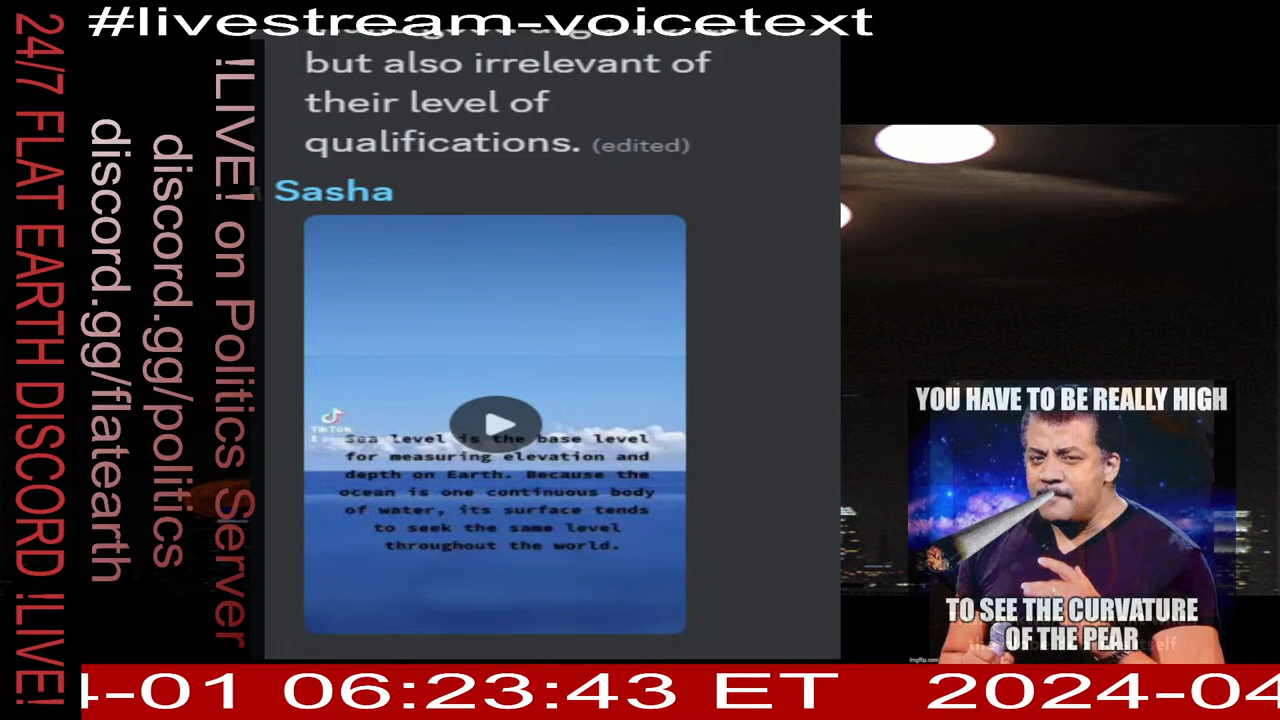 #livestream-voicetext
24/7 FLAT EARTH DISCORD !LIVE!
discord.gg/flatearth
discord.gg/politics
!LIVE! on Politics Server
but also irrelevant of
their level of
qualifications. (edited)
Sasha
TikTok
Sea level is the base level
for measuring elevation and
depth on Earth. Because the
ocean is one continuous body
of water, its surface tends
to seek the same level
throughout the world.
YOU HAVE TO BE REALLY HIGH
TO SEE THE CURVATURE
OF THE PEAR
imgflip.com
4-01 06:23:43 ET 2024-04